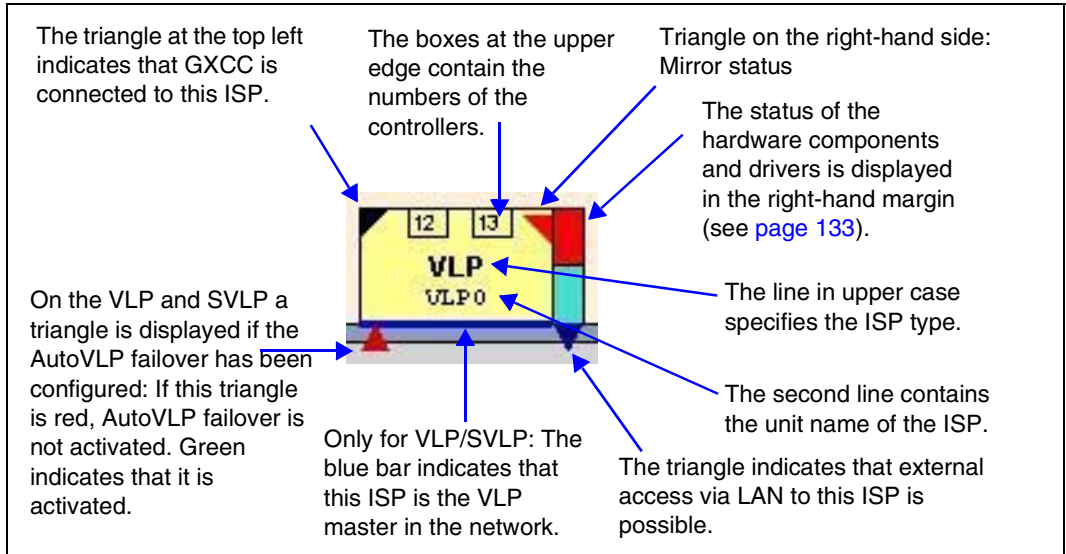 The triangle at the top left
indicates that GXCC is
connected to this ISP.
The boxes at the upper
edge contain the
numbers of the
controllers.
Triangle on the right-hand side:
Mirror status
The status of the
hardware components
and drivers is displayed
in the right-hand margin
(see page 133).
12
13
VLP
VLP0
On the VLP and SVLP a
triangle is displayed if the
AutoVLP failover has been
configured: If this triangle
is red, AutoVLP failover is
not activated. Green
indicates that it is
activated.
The line in upper case
specifies the ISP type.
The second line contains
the unit name of the ISP.
Only for VLP/SVLP: The
blue bar indicates that
this ISP is the VLP
master in the network.
The triangle indicates that external
access via LAN to this ISP is
possible.